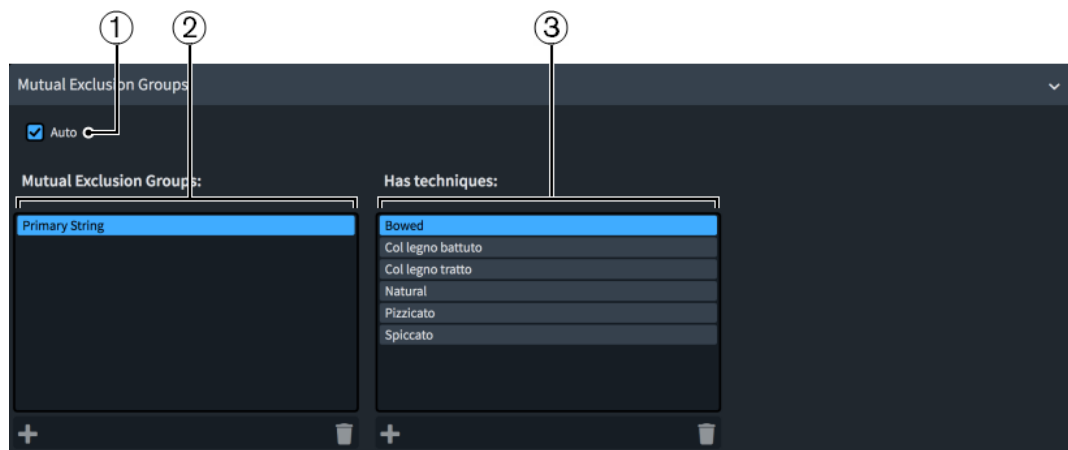 1 2 3
Mutual Exclusion Groups
Auto
Mutual Exclusion Groups: Has techniques:
Primary String Bowed
Col legno battuto
Col legno tratto
Natural
Pizzicato
Spiccato